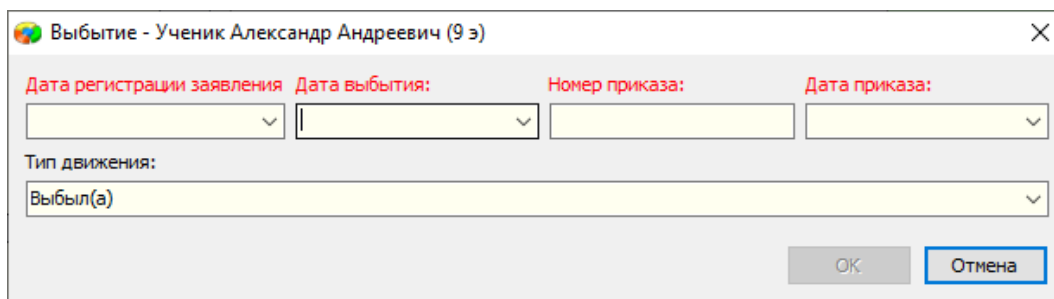 Выбытие - Ученик Александр Андреевич (9 э)
Дата регистрации заявления Дата выбытия: Номер приказа: Дата приказа:
Тип движения:
Выбыл(а)
OK Отмена